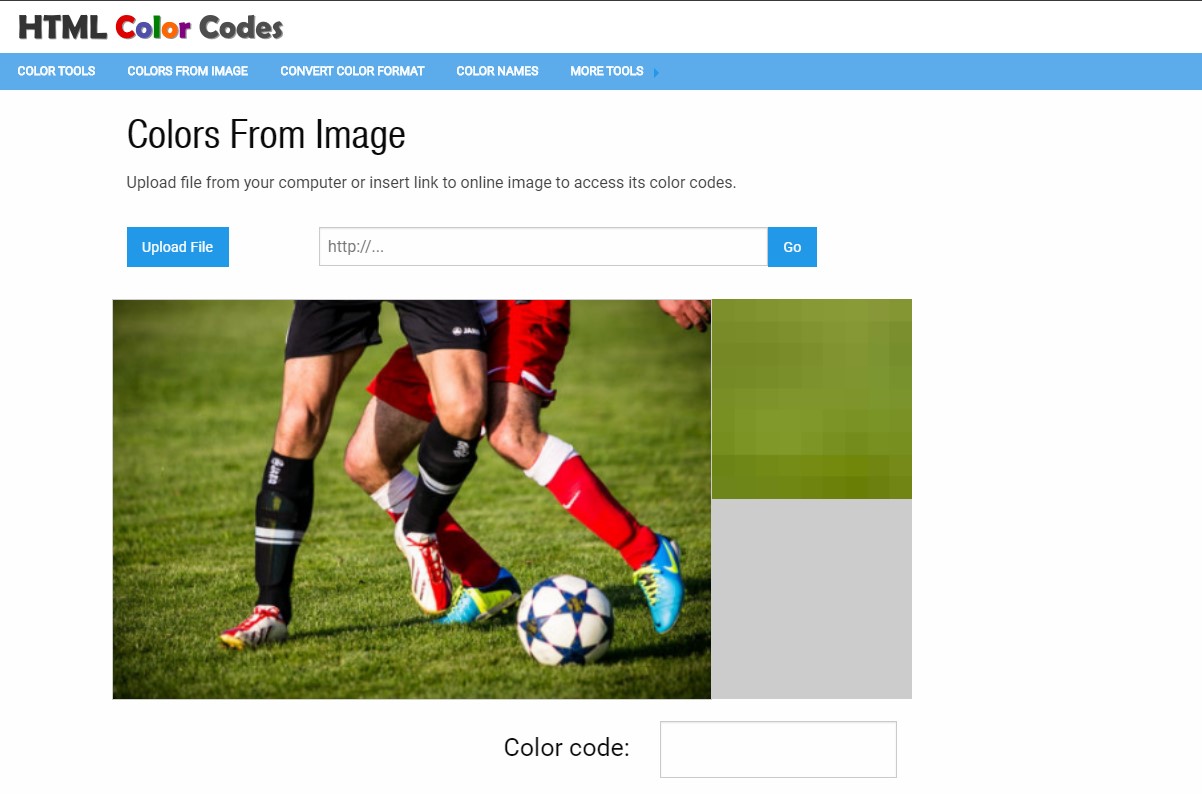 HTML Color Codes
COLOR TOOLS COLORS FROM IMAGE CONVERT COLOR FORMAT COLOR NAMES MORE TOOLS
Colors From Image
Upload file from your computer or insert link to online image to access its color codes.
Upload File http://... Go
Color code: